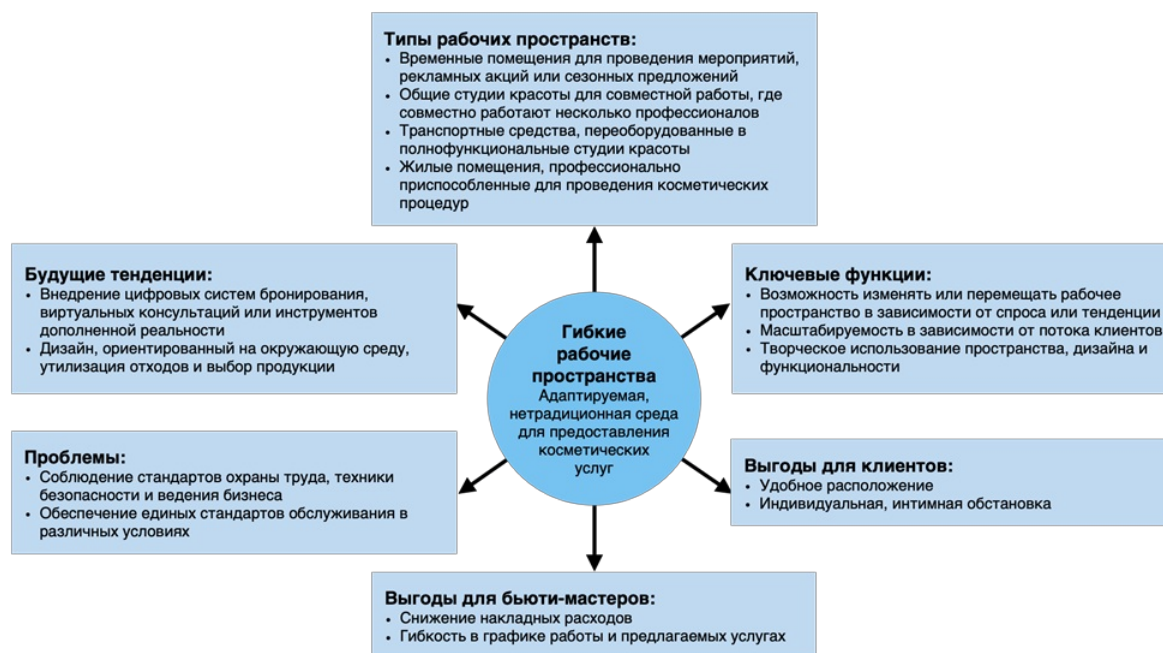 Типы рабочих пространств:
• Временные помещения для проведения мероприятий,
рекламных акций или сезонных предложений
• Общие студии красоты для совместной работы, где
совместно работают несколько профессионалов
• Транспортные средства, переоборудованные в
полнофункциональные студии красоты
• Жилые помещения, профессионально
приспособленные для проведения косметических
процедур
Будущие тенденции:
• Внедрение цифровых систем бронирования,
виртуальных консультаций или инструментов
дополненной реальности
• Дизайн, ориентированный на окружающую среду,
утилизация отходов и выбор продукции
Ключевые функции:
• Возможность изменять или перемещать рабочее
пространство в зависимости от спроса или тенденции
• Масштабируемость в зависимости от потока клиентов
• Творческое использование пространства, дизайна и
функциональности
Гибкие
рабочие
пространства
Адаптируемая,
нетрадиционная среда
для предоставления
косметических
услуг
Проблемы:
• Соблюдение стандартов охраны труда, техники
безопасности и ведения бизнеса
• Обеспечение единых стандартов обслуживания в
различных условиях
Выгоды для клиентов:
• Удобное расположение
• Индивидуальная, интимная обстановка
Выгоды для бьюти-мастеров:
• Снижение накладных расходов
• Гибкость в графике работы и предлагаемых услугах